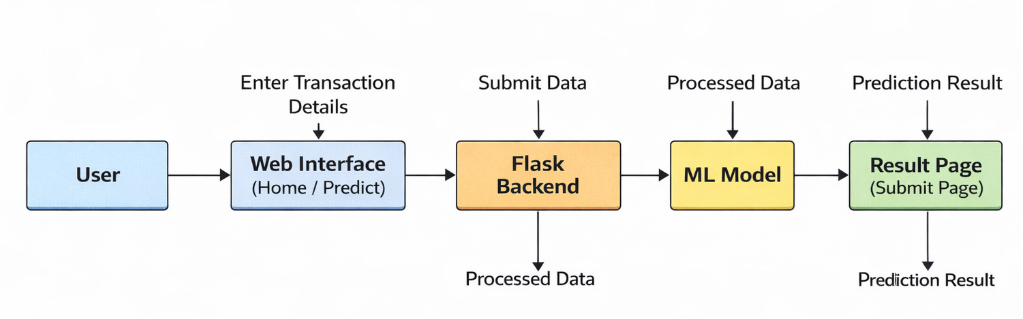 Enter Transaction
Details
Submit Data
Processed Data
Prediction Result
User
Web Interface
(Home / Predict)
Flask
Backend
ML Model
Result Page
(Submit Page)
Processed Data
Prediction Result